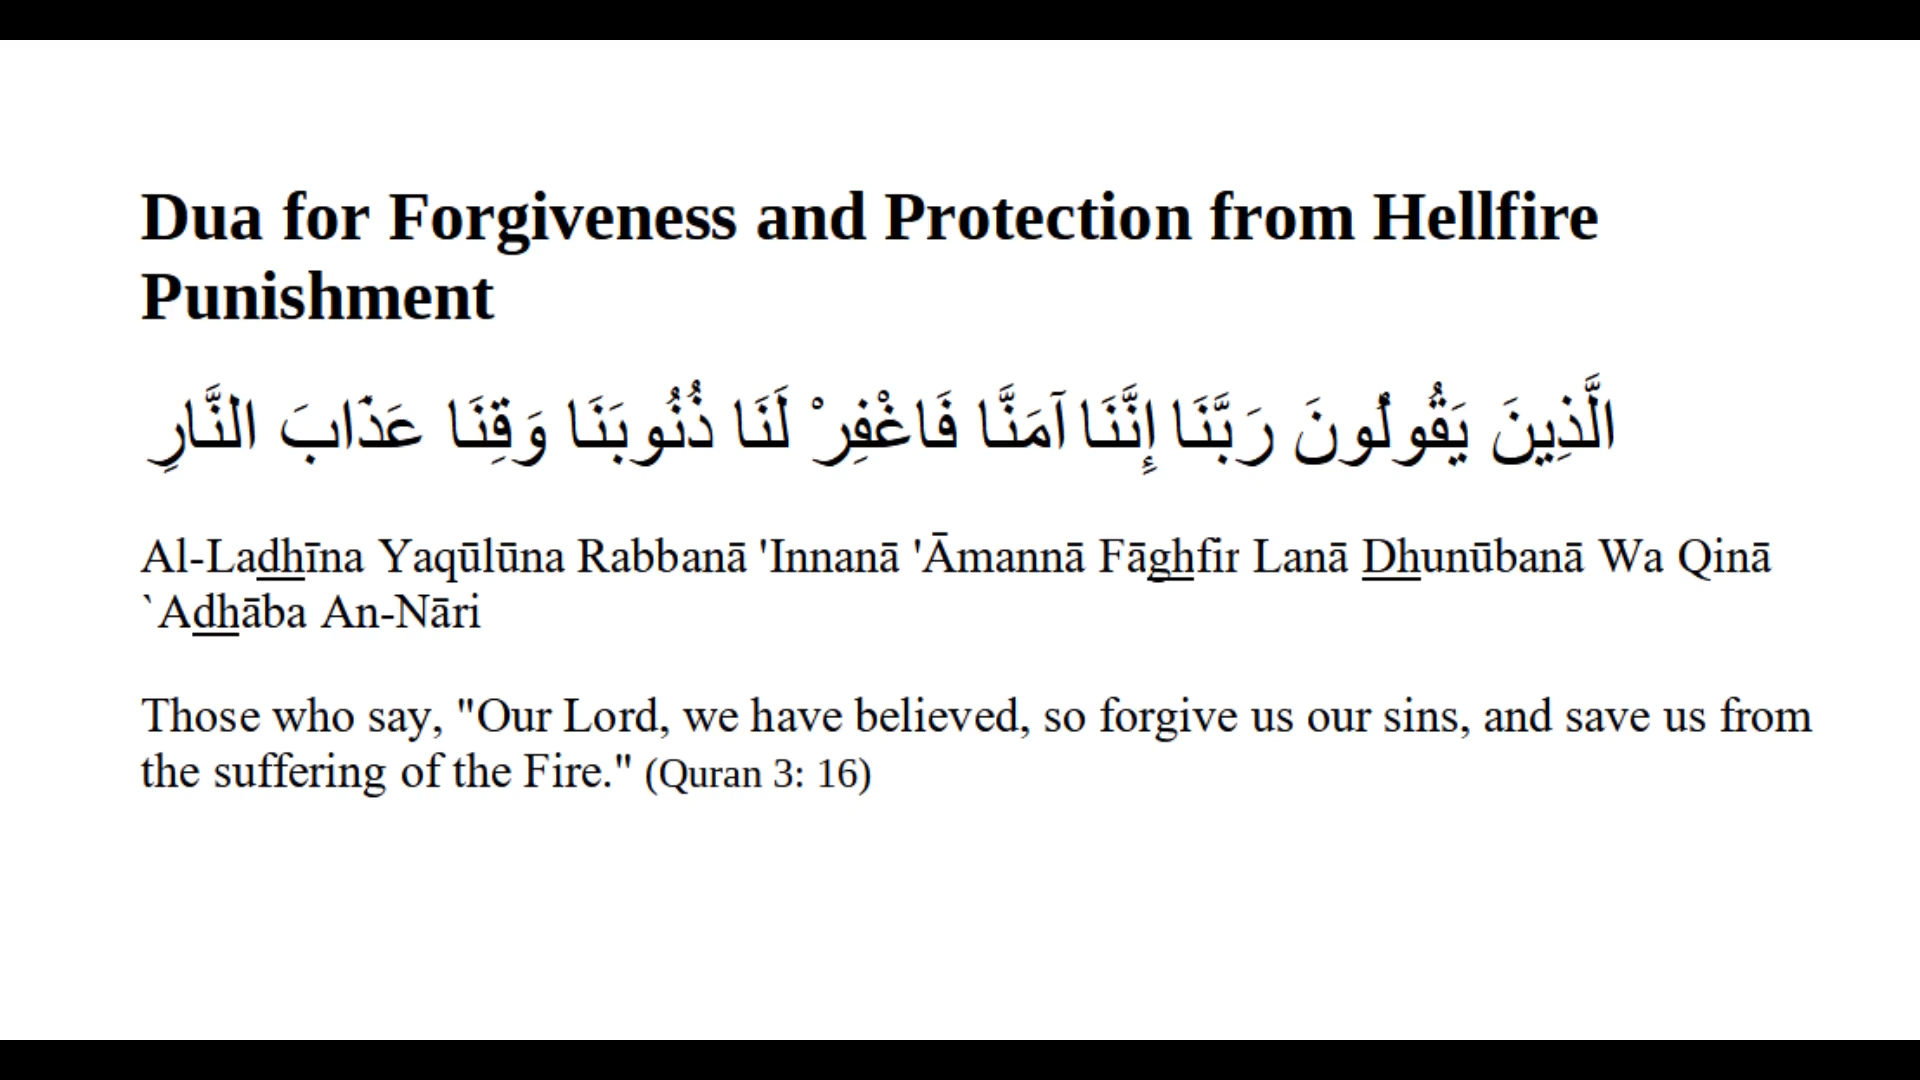 Dua for Forgiveness and Protection from Hellfire
Punishment
الَّذِينَ يَقُولُونَ رَبَّنَا إِنَّنَا آمَنَّا فَاغْفِرْ لَنَا ذُنُوبَنَا وَقِنَا عَذَابَ النَّارِ
Al-Ladhīna Yaqūlūna Rabbanā 'Innanā 'Āmannā Fāghfir Lanā Dhunūbanā Wa Qinā
`Adhāba An-Nāri
Those who say, "Our Lord, we have believed, so forgive us our sins, and save us from
the suffering of the Fire." (Quran 3: 16)